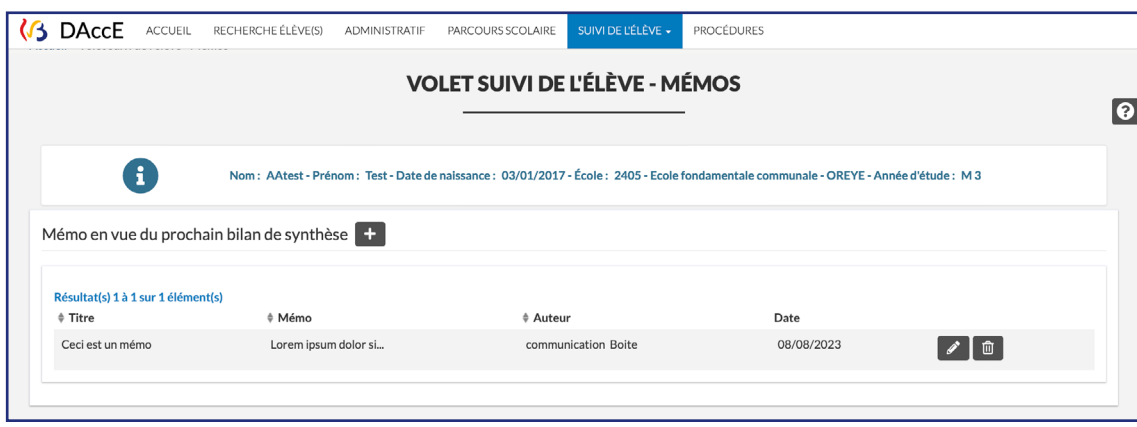 DAccE ACCUEIL RECHERCHE ÉLÈVE(S) ADMINISTRATIF PARCOURS SCOLAIRE SUIVI DE L'ÉLÈVE PROCÉDURES
VOLET SUIVI DE L'ÉLÈVE - MÉMOS
Nom : AAtest - Prénom : Test - Date de naissance : 03/01/2017 - École : 2405 - Ecole fondamentale communale - OREYE - Année d'étude : M 3
Mémo en vue du prochain bilan de synthèse +
Résultat(s) 1 à 1 sur 1 élément(s)
Titre Mémo Auteur Date
Ceci est un mémo Lorem ipsum dolor si... communication Boite 08/08/2023